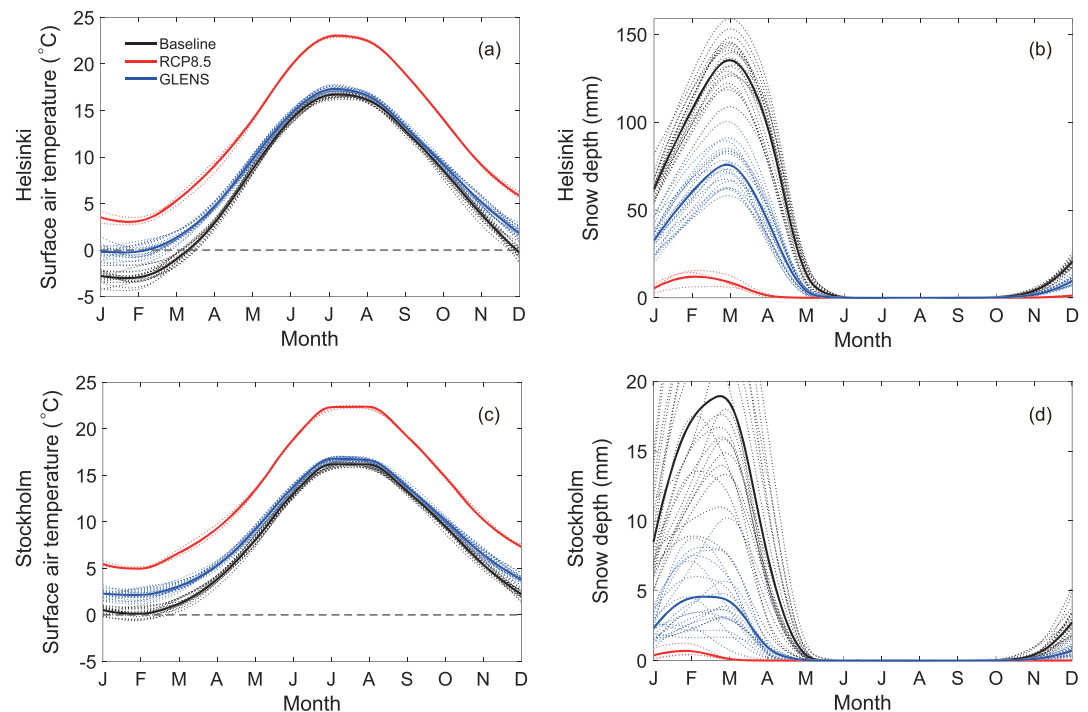 25
20
15
10
5
0
-5
Helsinki
Surface air temperature (°C)
Baseline
RCP8.5
GLENS
(a)
J F M A M J J A S O N D
Month
150
100
50
0
Helsinki
Snow depth (mm)
(b)
J F M A M J J A S O N D
Month
25
20
15
10
5
0
-5
Stockholm
Surface air temperature (°C)
(c)
J F M A M J J A S O N D
Month
20
15
10
5
0
Stockholm
Snow depth (mm)
(d)
J F M A M J J A S O N D
Month